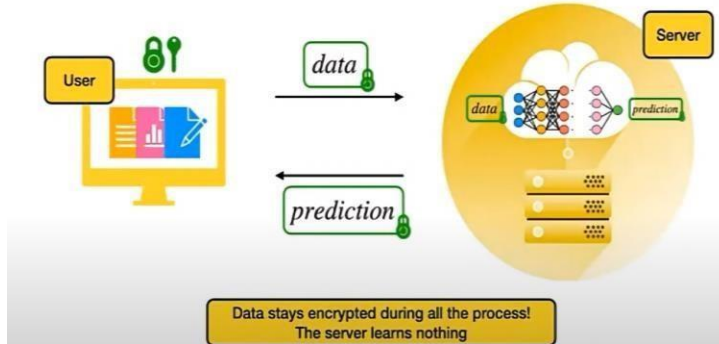 User
data
Server
data
prediction
prediction
Data stays encrypted during all the process!
The server learns nothing